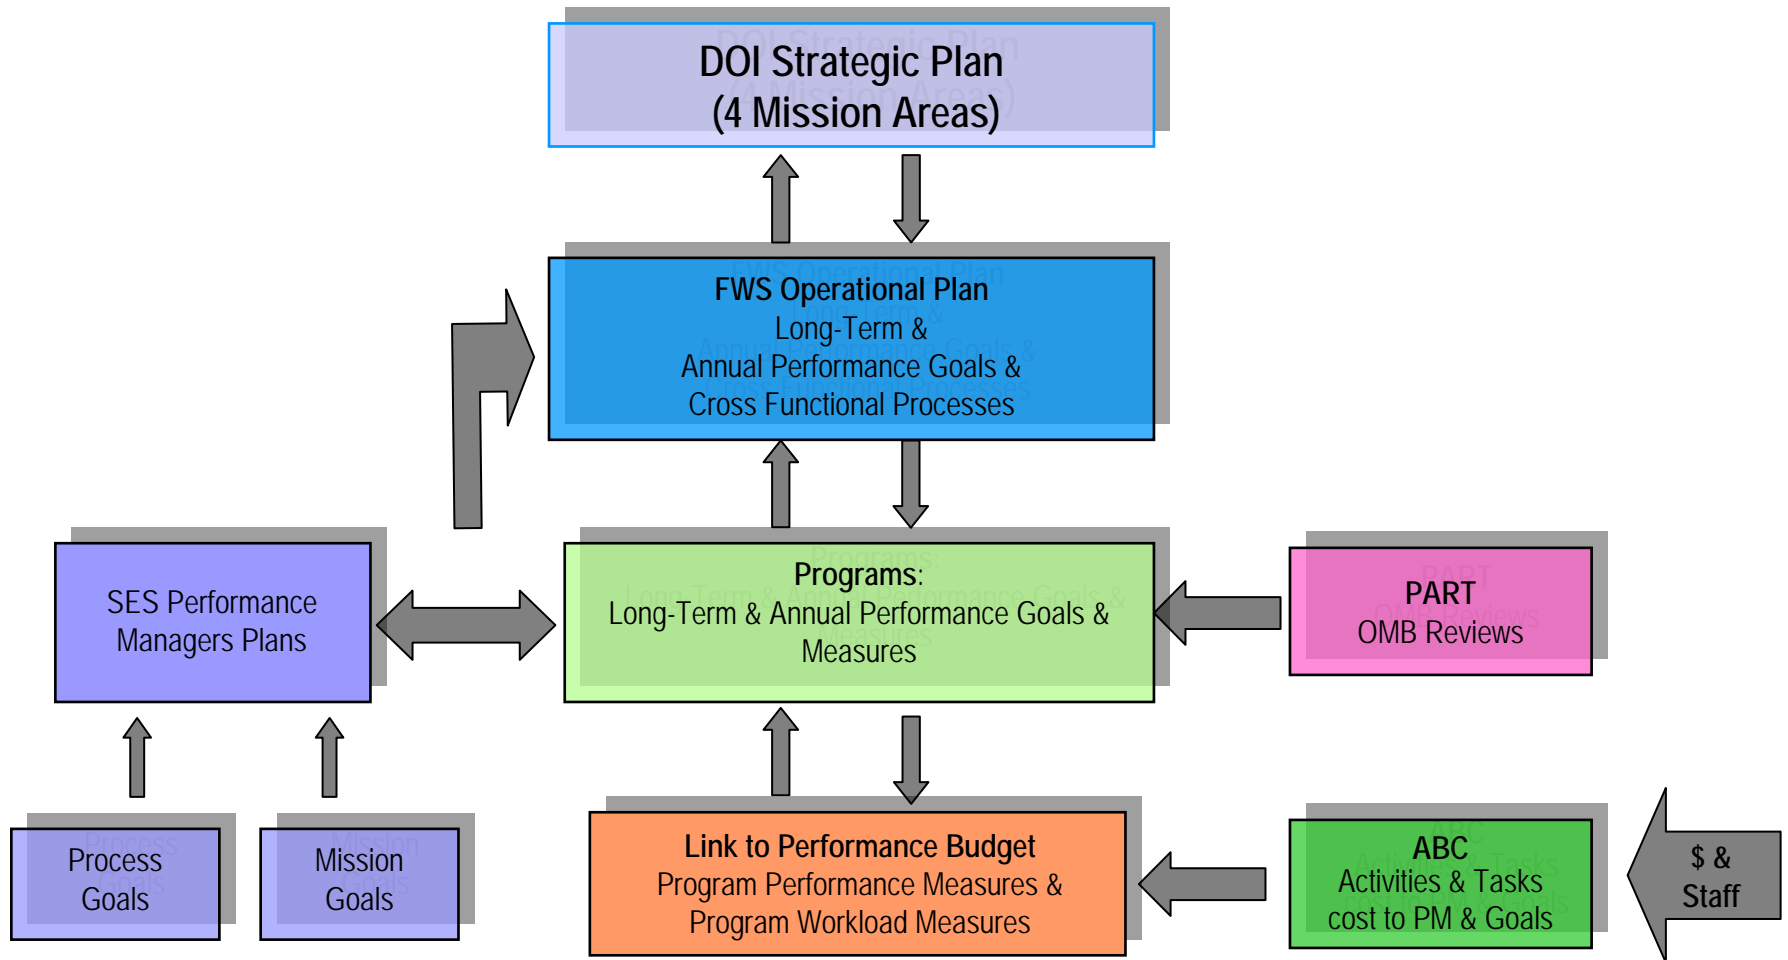 DOI Strategic Plan
(4 Mission Areas)
FWS Operational Plan
Long-Term &
Annual Performance Goals &
Cross Functional Processes
SES Performance
Managers Plans
Programs:
Long-Term & Annual Performance Goals &
Measures
PART
OMB Reviews
Process
Goals
Mission
Goals
Link to Performance Budget
Program Performance Measures &
Program Workload Measures
ABC
Activities & Tasks
cost to PM & Goals
$ &
Staff